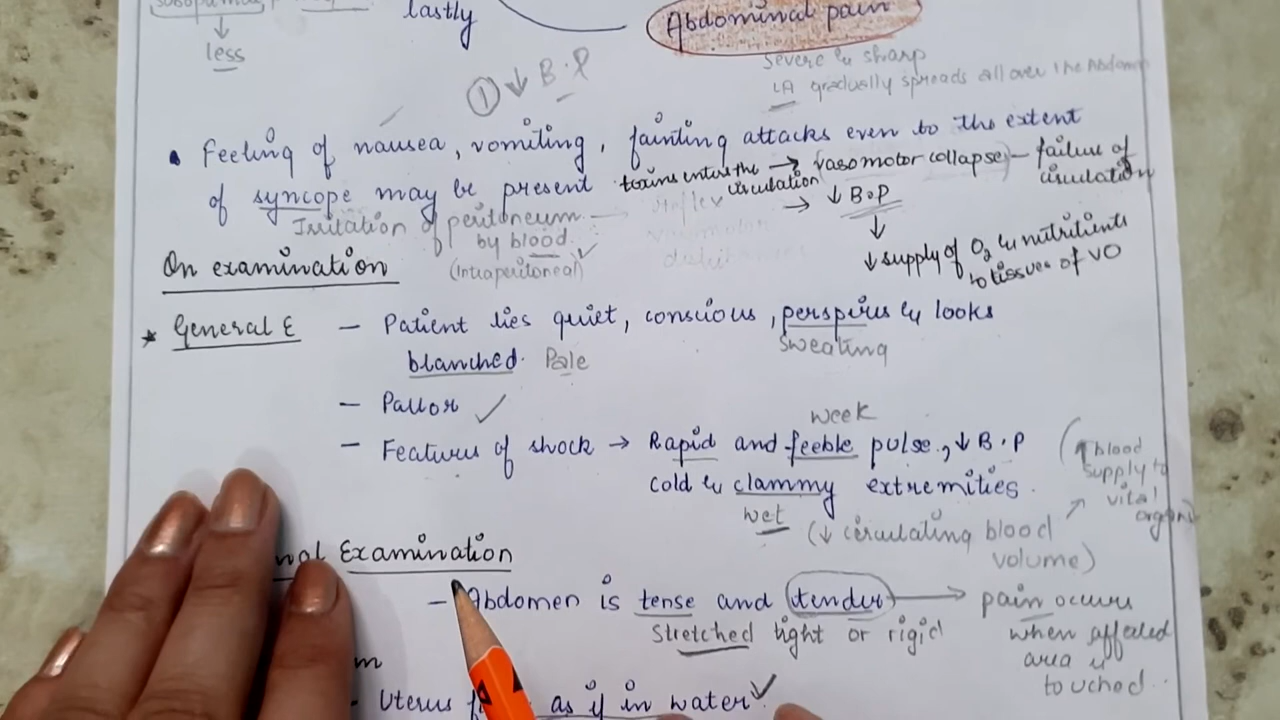 lastly
Abdominal pain
less
severe & sharp
LA gradually spreads all over the Abdomen
① ↓ B.P
• Feeling of nausea, vomiting, fainting attacks even to the extent
of syncope may be present
toxins enter the circulation → vasomotor collapse – failure of circulation
→ ↓ B.P
↓
↓ supply of O2 & nutritients
to tissues of VO
Irritation of peritoneum
by blood
(Intraperitoneal)
reflex
On examination
* General E – Patient lies quiet, conscious, perspires & looks
Sweating
blanched. Pale
– Pallor ✓
week
– Features of shock → Rapid and feeble pulse, ↓ B.P
cold & clammy extremities.
wet
(↓ circulating blood
volume)
(↑ blood
supply to
vital
organs
nal Examination
– Abdomen is tense and tender → pain occurs
Stretched tight or rigid
when affected
area is
touched.
m
- Uterus as if in water ✓